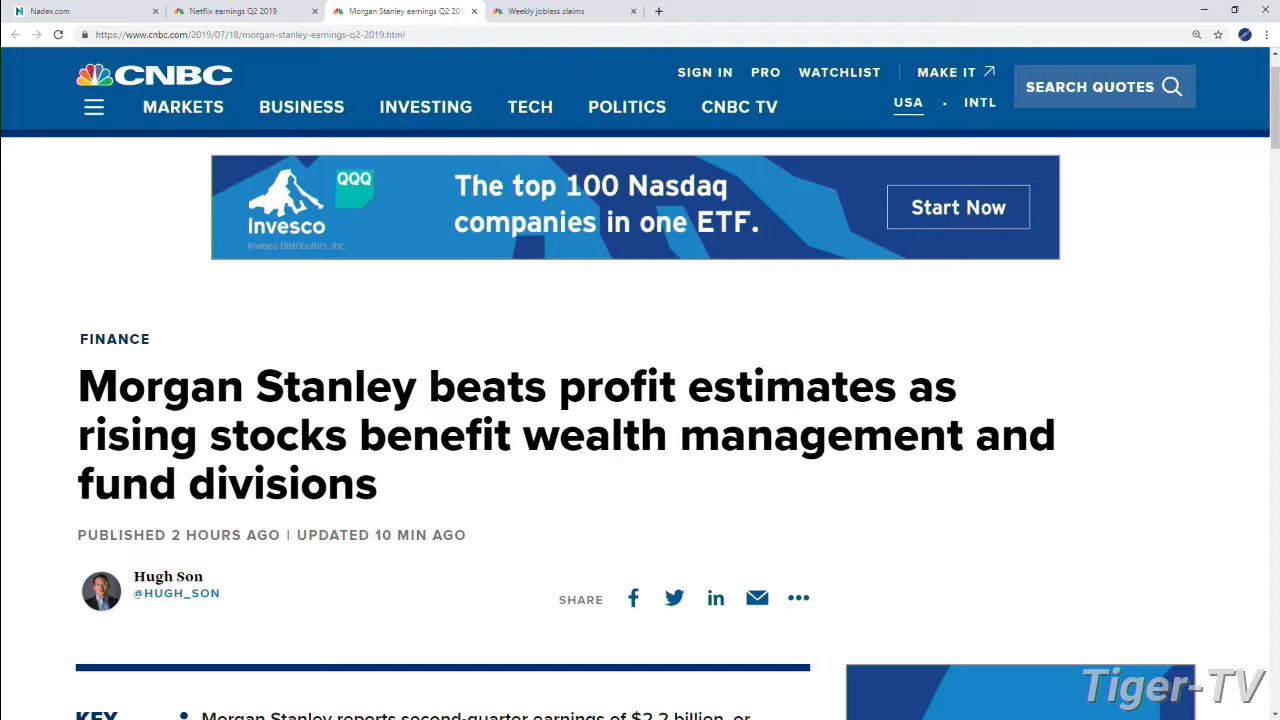 Nadex.com
Netflix earnings Q2 2019
Morgan Stanley earnings Q2 201
Weekly jobless claims
https://www.cnbc.com/2019/07/18/morgan-stanley-earnings-q2-2019.html
CNBC
SIGN IN PRO WATCHLIST MAKE IT
SEARCH QUOTES
MARKETS BUSINESS INVESTING TECH POLITICS CNBC TV
USA · INTL
Invesco
Invesco Distributors, Inc.
QQQ
The top 100 Nasdaq
companies in one ETF.
Start Now
FINANCE
Morgan Stanley beats profit estimates as
rising stocks benefit wealth management and
fund divisions
PUBLISHED 2 HOURS AGO | UPDATED 10 MIN AGO
Hugh Son
@HUGH_SON
SHARE
KEY
• Morgan Stanley reports second-quarter earnings of $2.2 billion, or
Tiger-TV